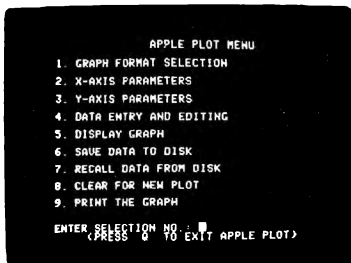 APPLE PLOT MENU
1. GRAPH FORMAT SELECTION
2. X-AXIS PARAMETERS
3. Y-AXIS PARAMETERS
4. DATA ENTRY AND EDITING
5. DISPLAY GRAPH
6. SAVE DATA TO DISK
7. RECALL DATA FROM DISK
8. CLEAR FOR NEW PLOT
9. PRINT THE GRAPH
ENTER SELECTION NO.:
(PRESS Q TO EXIT APPLE PLOT)